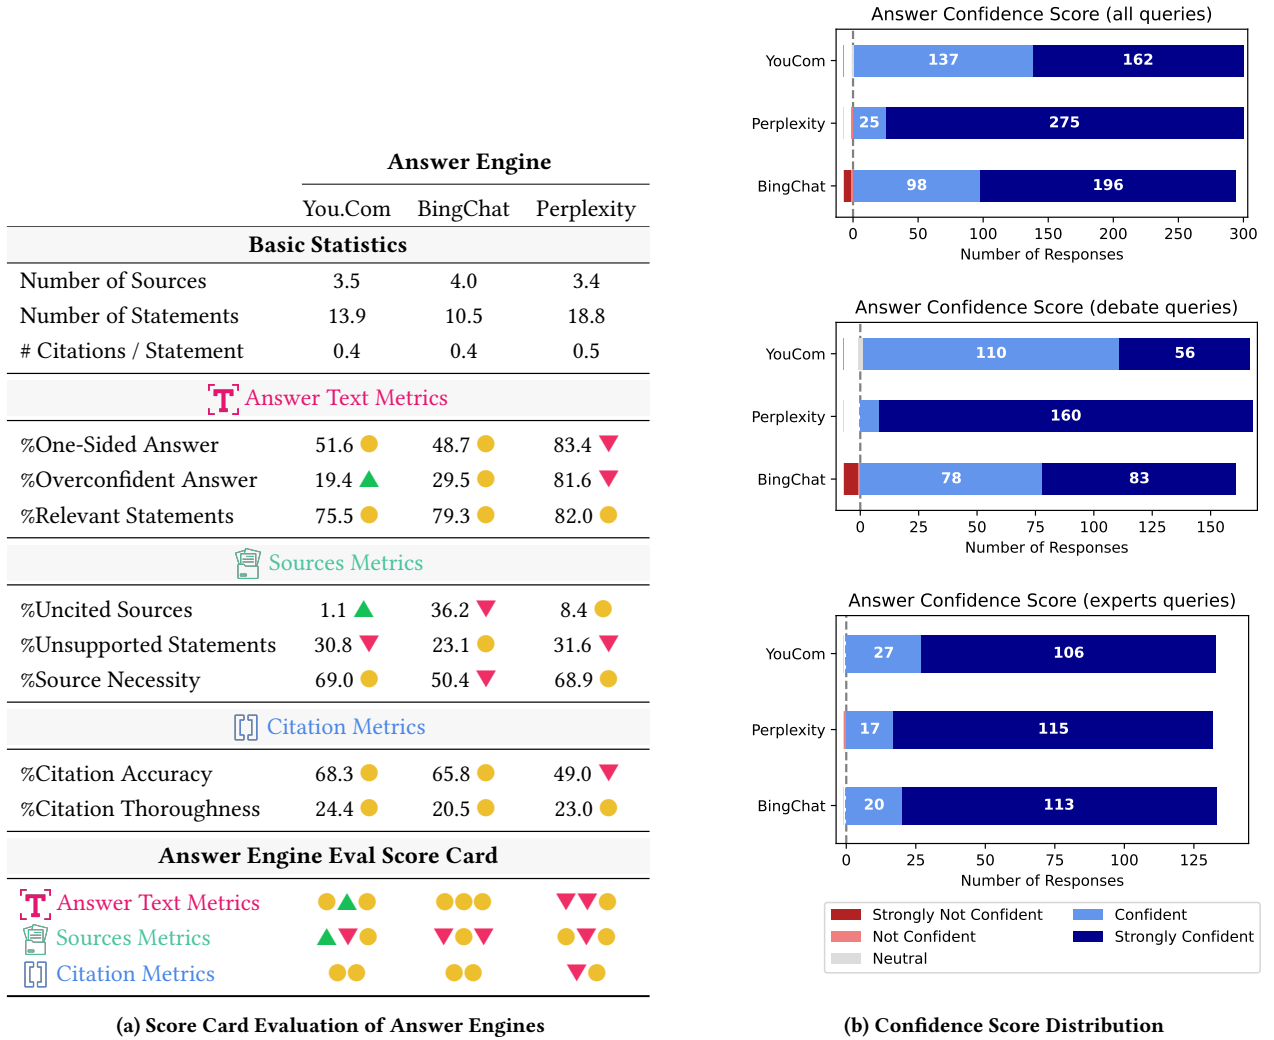 Answer Engine
You.Com BingChat Perplexity
Basic Statistics
Number of Sources 3.5 4.0 3.4
Number of Statements 13.9 10.5 18.8
# Citations / Statement 0.4 0.4 0.5
Answer Text Metrics
%One-Sided Answer 51.6 48.7 83.4
%Overconfident Answer 19.4 29.5 81.6
%Relevant Statements 75.5 79.3 82.0
Sources Metrics
%Uncited Sources 1.1 36.2 8.4
%Unsupported Statements 30.8 23.1 31.6
%Source Necessity 69.0 50.4 68.9
Citation Metrics
%Citation Accuracy 68.3 65.8 49.0
%Citation Thoroughness 24.4 20.5 23.0
Answer Engine Eval Score Card
Answer Text Metrics
Sources Metrics
Citation Metrics
(a) Score Card Evaluation of Answer Engines
Answer Confidence Score (all queries)
YouCom 137 162
Perplexity 25 275
BingChat 98 196
0 50 100 150 200 250 300
Number of Responses
Answer Confidence Score (debate queries)
YouCom 110 56
Perplexity 160
BingChat 78 83
0 25 50 75 100 125 150
Number of Responses
Answer Confidence Score (experts queries)
YouCom 27 106
Perplexity 17 115
BingChat 20 113
0 25 50 75 100 125
Number of Responses
Strongly Not Confident Confident
Not Confident Strongly Confident
Neutral
(b) Confidence Score Distribution